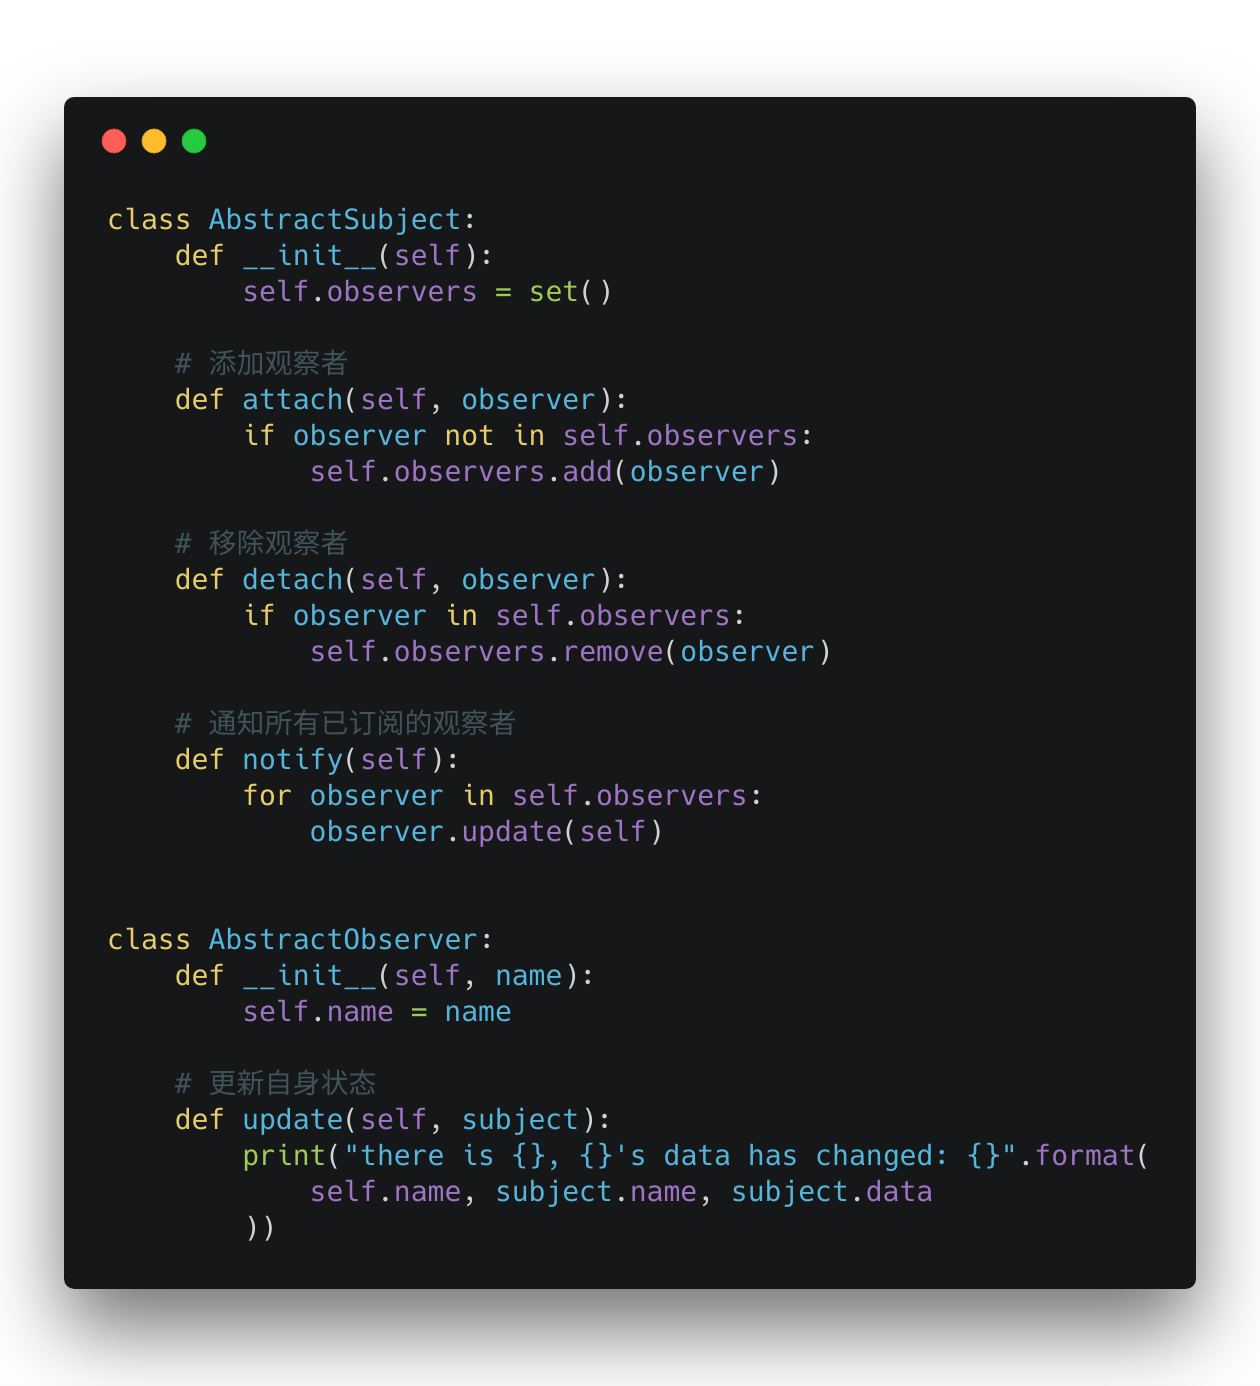 class AbstractSubject:
    def __init__(self):
        self.observers = set()

    # 添加观察者
    def attach(self, observer):
        if observer not in self.observers:
            self.observers.add(observer)

    # 移除观察者
    def detach(self, observer):
        if observer in self.observers:
            self.observers.remove(observer)

    # 通知所有已订阅的观察者
    def notify(self):
        for observer in self.observers:
            observer.update(self)


class AbstractObserver:
    def __init__(self, name):
        self.name = name

    # 更新自身状态
    def update(self, subject):
        print("there is {}, {}'s data has changed: {}".format(
            self.name, subject.name, subject.data
        ))